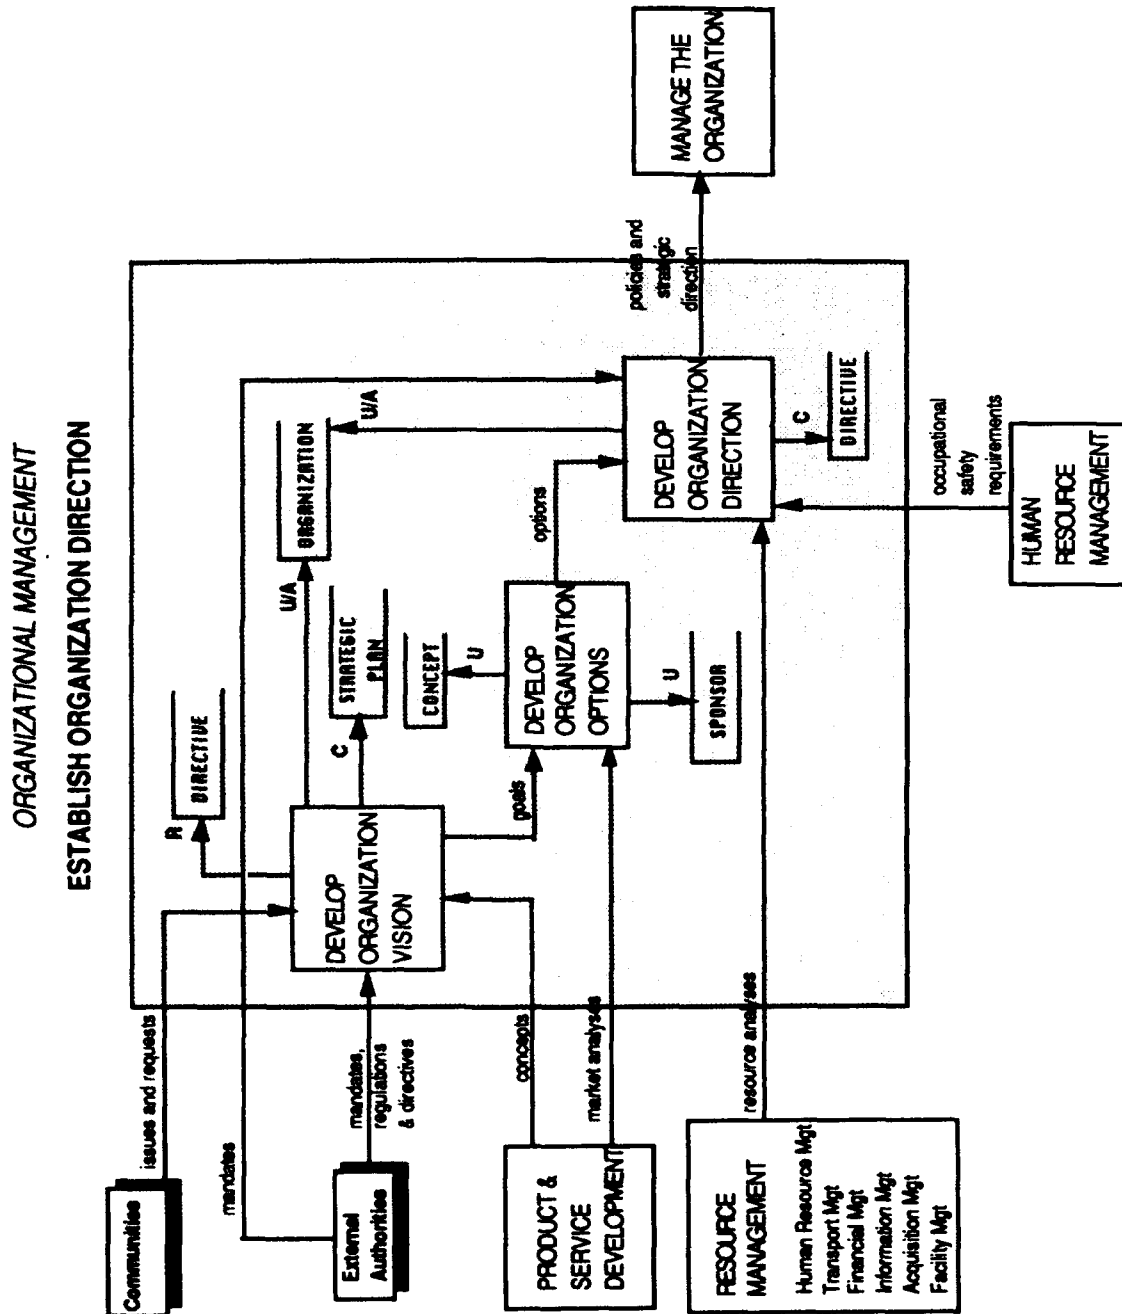 ORGANIZATIONAL MANAGEMENT
ESTABLISH ORGANIZATION DIRECTION
Communities
issues and requests
mandates
External
Authorities
mandates,
regulations
& directives
R
DIRECTIVE
DEVELOP
ORGANIZATION
VISION
C
STRATEGIC
PLAN
U/A
ORGANIZATION
U/A
goals
CONCEPT
U
DEVELOP
ORGANIZATION
OPTIONS
U
SPONSOR
options
DEVELOP
ORGANIZATION
DIRECTION
C
DIRECTIVE
policies and
strategic
direction
MANAGE THE
ORGANIZATION
PRODUCT &
SERVICE
DEVELOPMENT
concepts
market analyses
RESOURCE
MANAGEMENT
Human Resource Mgt
Transport Mgt
Financial Mgt
Information Mgt
Acquisition Mgt
Facility Mgt
resource analyses
occupational
safety
requirements
HUMAN
RESOURCE
MANAGEMENT